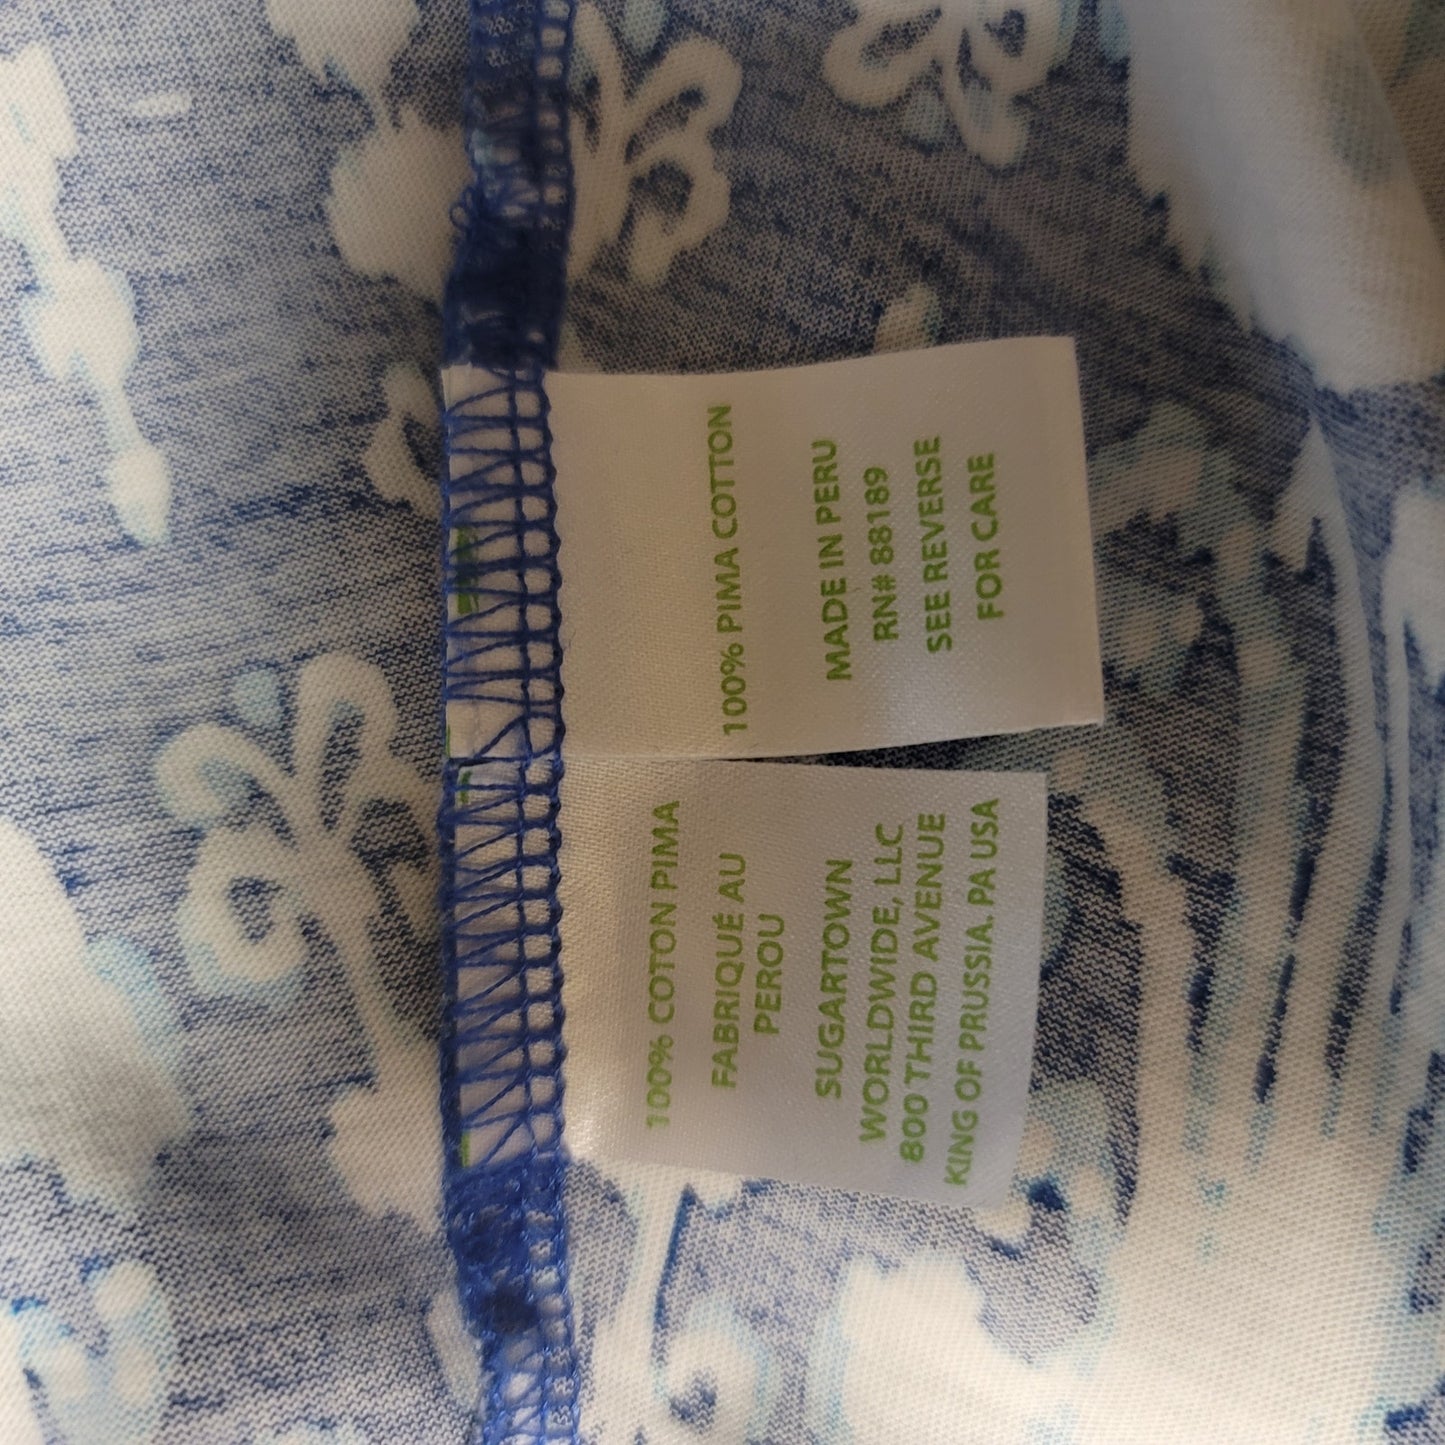 100% PIMA COTTON
MADE IN PERU
RN# 88189
SEE REVERSE
FOR CARE
100% COTON PIMA
FABRIQUÉ AU
PEROU
SUGARTOWN
WORLDWIDE, LLC
800 THIRD AVENUE
KING OF PRUSSIA. PA USA